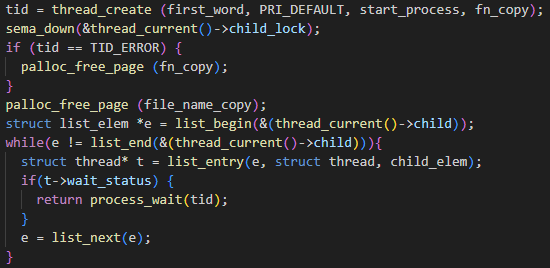 tid = thread_create (first_word, PRI_DEFAULT, start_process, fn_copy);
sema_down(&thread_current()->child_lock);
if (tid == TID_ERROR) {
  palloc_free_page (fn_copy);
}
palloc_free_page (file_name_copy);
struct list_elem *e = list_begin(&(thread_current()->child));
while(e != list_end(&(thread_current()->child))){
  struct thread* t = list_entry(e, struct thread, child_elem);
  if(t->wait_status) {
    return process_wait(tid);
  }
  e = list_next(e);
}